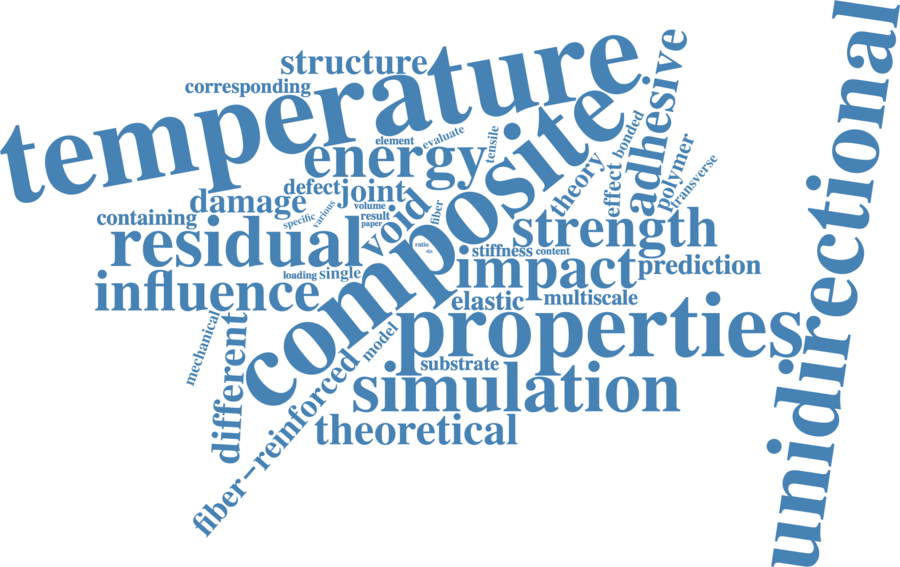 structure
corresponding
temperature
element
evaluate
tensile
energy
composite
adhesive
unidirectional
bonded
theory
effect
polymer
transverse
defect
joint
damage
volume
fiber
void
containing
specific
various
result
paper
residual
strength
ratio
stiffness
content
impact
prediction
loading
single
influence
elastic
multiscale
properties
mechanical
different
model
substrate
simulation
fiber-reinforced
theoretical